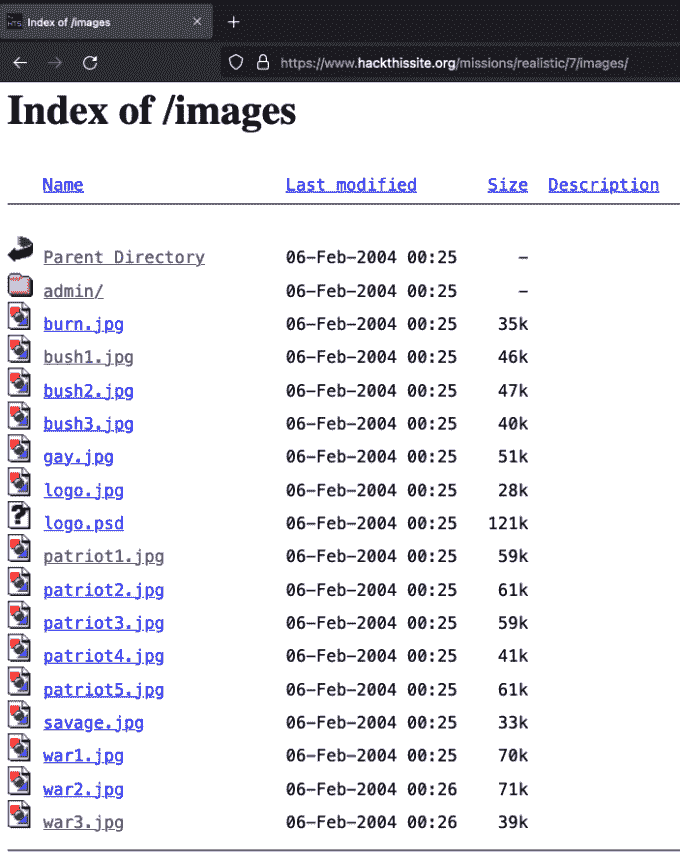 Index of /images
https://www.hackthissite.org/missions/realistic/7/images/
Index of /images
Name Last modified Size Description
Parent Directory 06-Feb-2004 00:25 -
admin/ 06-Feb-2004 00:25 -
burn.jpg 06-Feb-2004 00:25 35k
bush1.jpg 06-Feb-2004 00:25 46k
bush2.jpg 06-Feb-2004 00:25 47k
bush3.jpg 06-Feb-2004 00:25 40k
gay.jpg 06-Feb-2004 00:25 51k
logo.jpg 06-Feb-2004 00:25 28k
logo.psd 06-Feb-2004 00:25 121k
patriot1.jpg 06-Feb-2004 00:25 59k
patriot2.jpg 06-Feb-2004 00:25 61k
patriot3.jpg 06-Feb-2004 00:25 59k
patriot4.jpg 06-Feb-2004 00:25 41k
patriot5.jpg 06-Feb-2004 00:25 61k
savage.jpg 06-Feb-2004 00:25 33k
war1.jpg 06-Feb-2004 00:25 70k
war2.jpg 06-Feb-2004 00:26 71k
war3.jpg 06-Feb-2004 00:26 39k